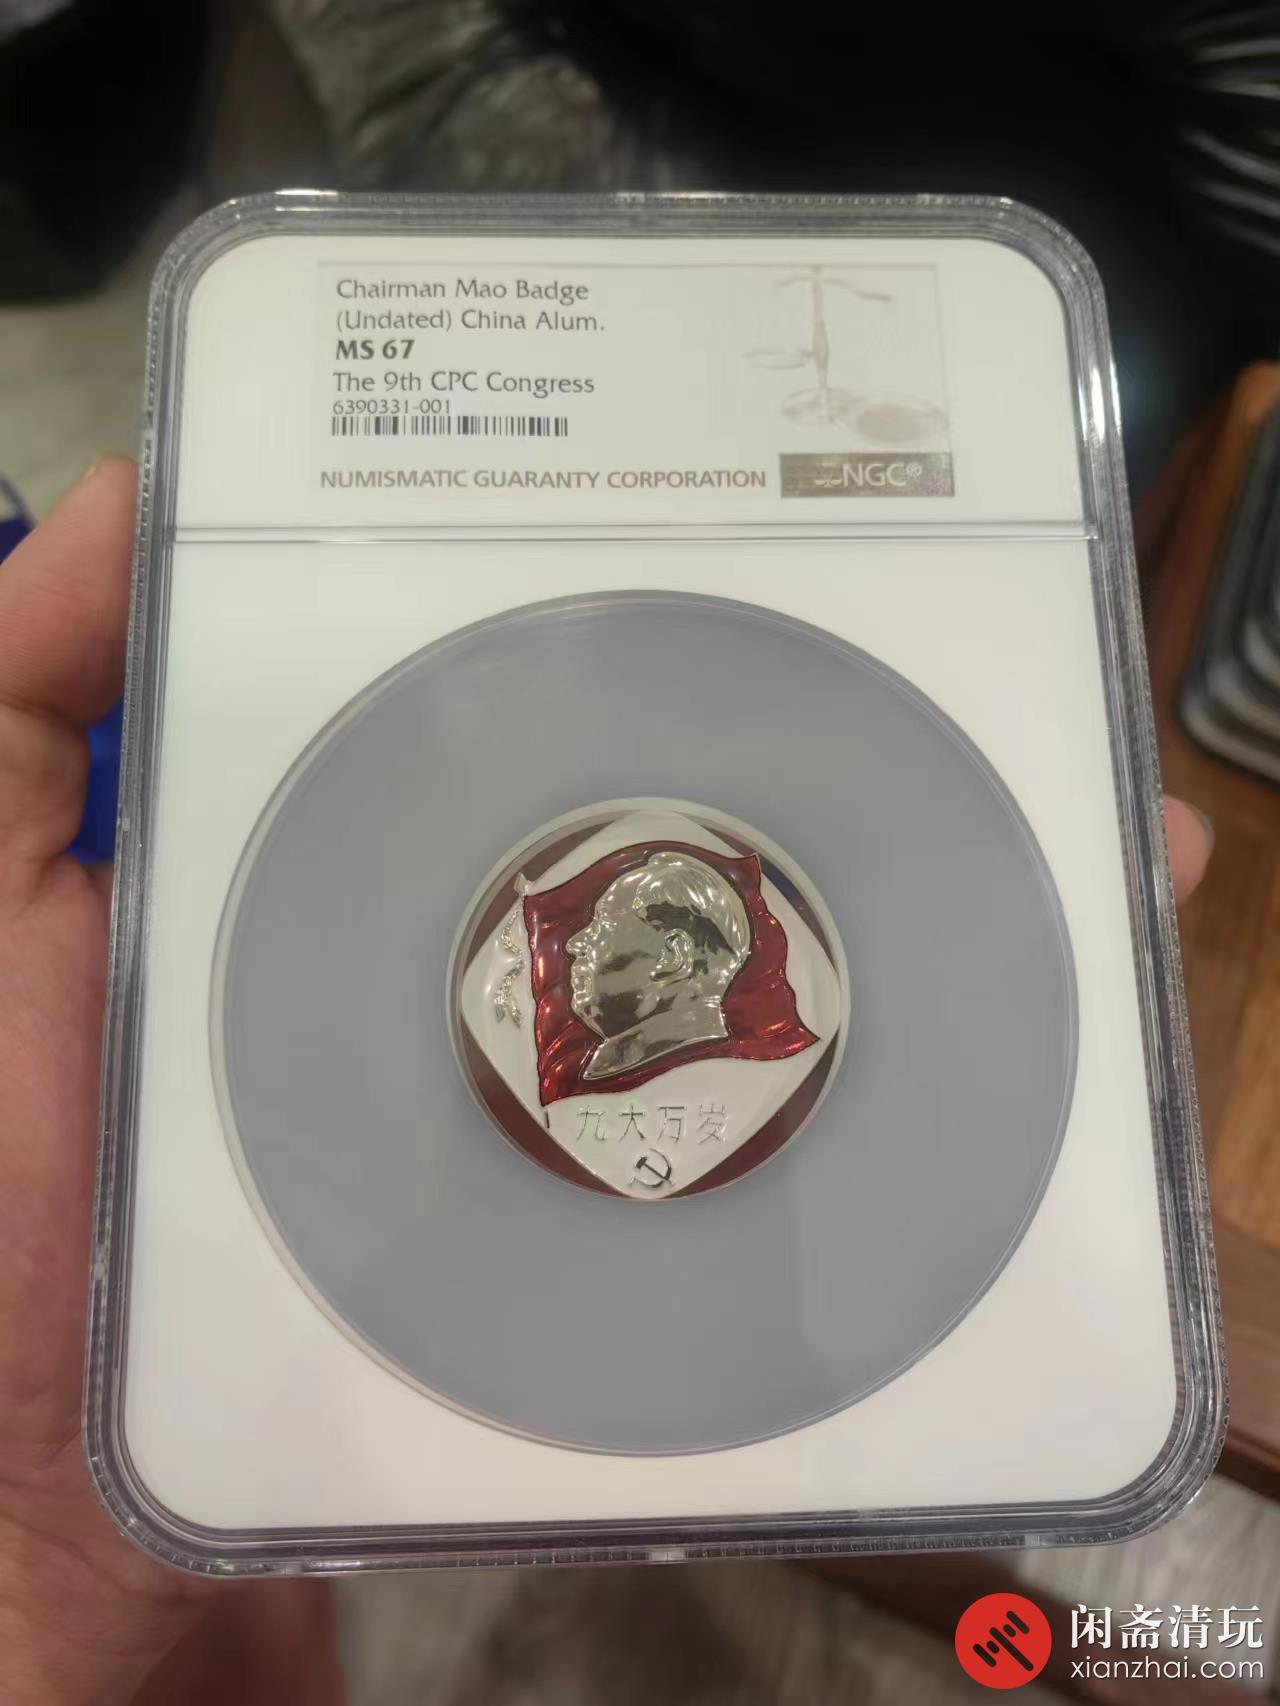 Chairman Mao Badge
(Undated) China Alum.
MS 67
The 9th CPC Congress
6390331-001
NUMISMATIC GUARANTY CORPORATION
NGC®
九大万岁
闲斋清玩
xianzhai.com